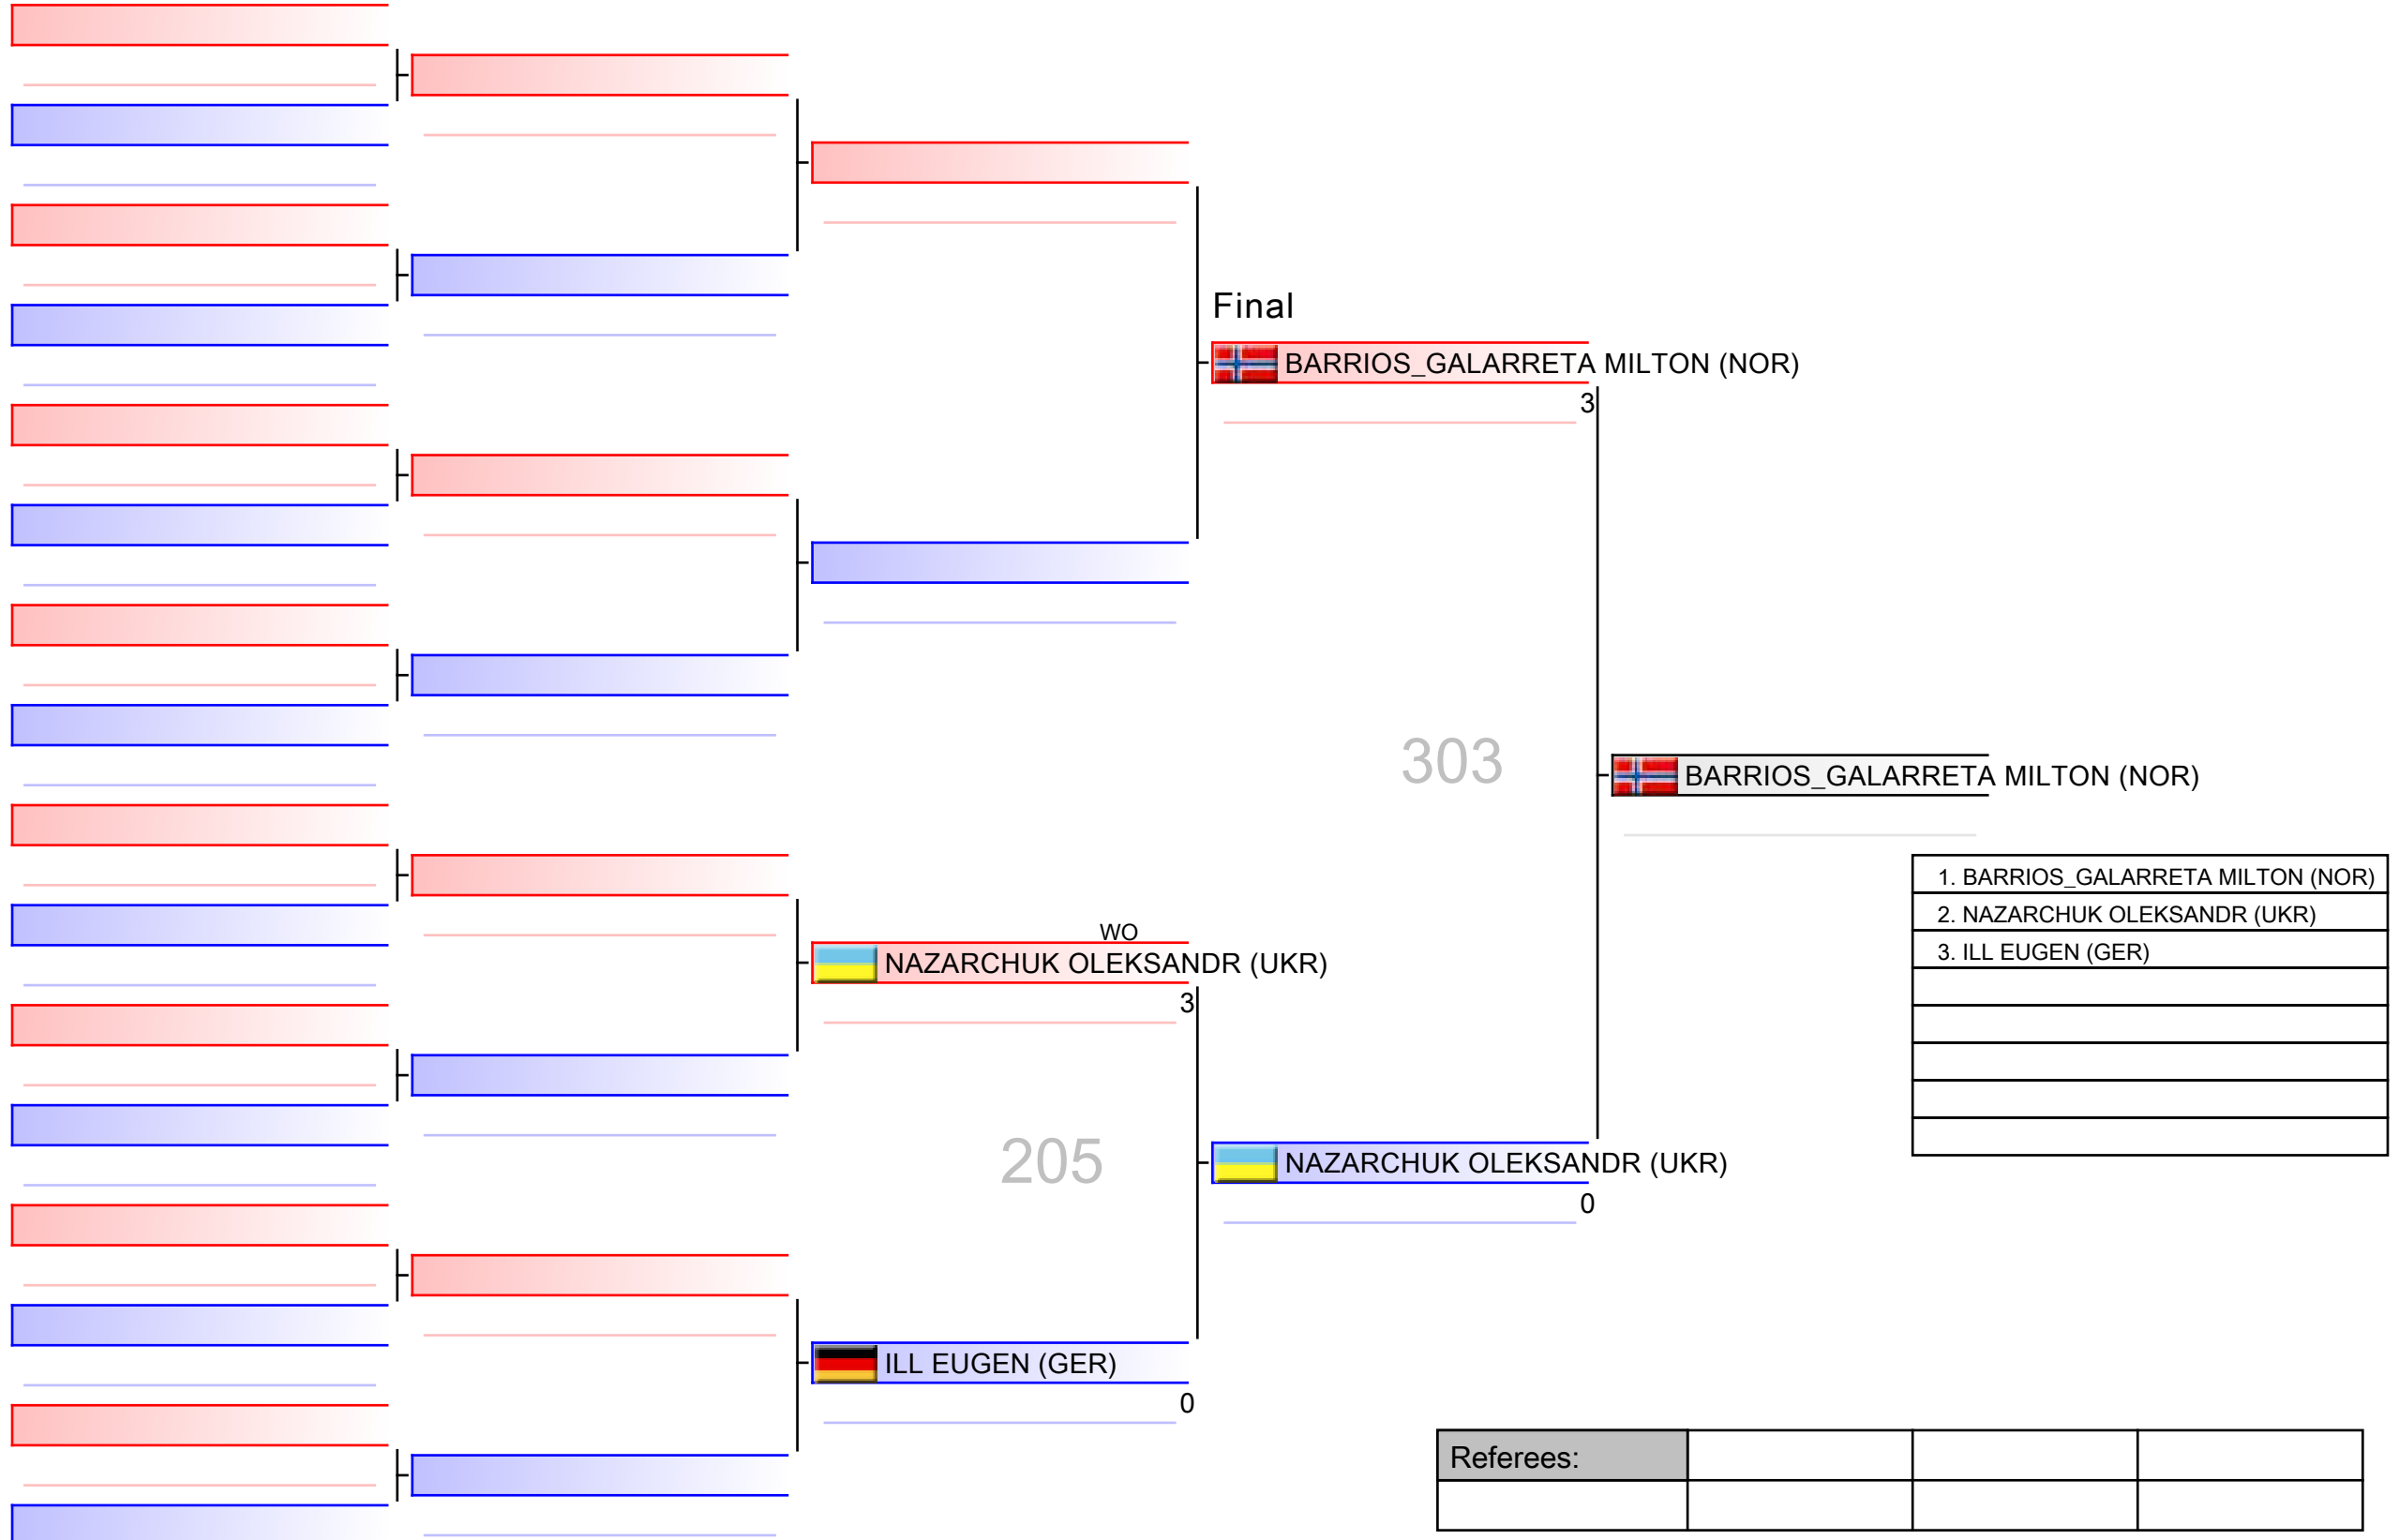 Final
BARRIOS_GALARRETA MILTON (NOR)
3
303
BARRIOS_GALARRETA MILTON (NOR)
1. BARRIOS_GALARRETA MILTON (NOR)
2. NAZARCHUK OLEKSANDR (UKR)
3. ILL EUGEN (GER)
WO
NAZARCHUK OLEKSANDR (UKR)
3
205
NAZARCHUK OLEKSANDR (UKR)
0
ILL EUGEN (GER)
0
Referees: